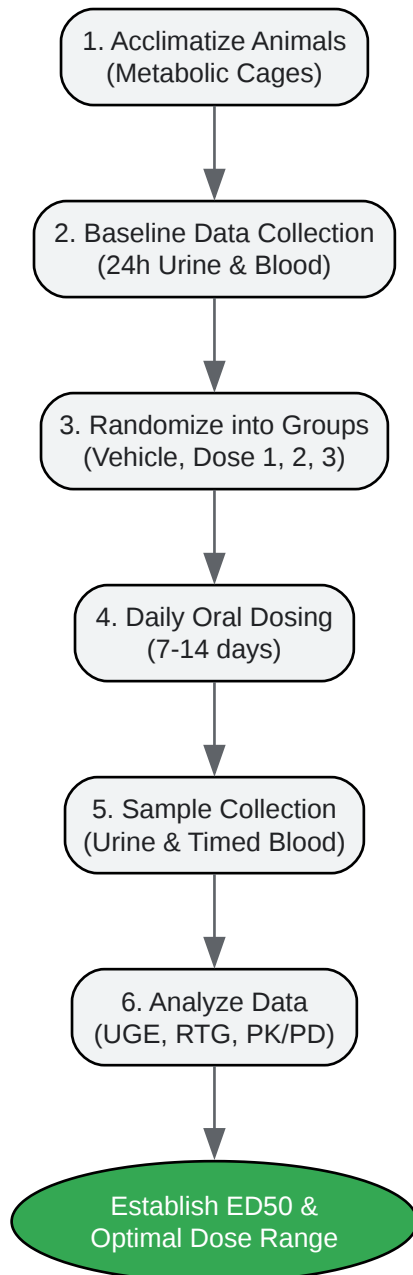 1. Acclimatize Animals
(Metabolic Cages)
2. Baseline Data Collection
(24h Urine & Blood)
3. Randomize into Groups
(Vehicle, Dose 1, 2, 3)
4. Daily Oral Dosing
(7-14 days)
5. Sample Collection
(Urine & Timed Blood)
6. Analyze Data
(UGE, RTG, PK/PD)
Establish ED50 &
Optimal Dose Range